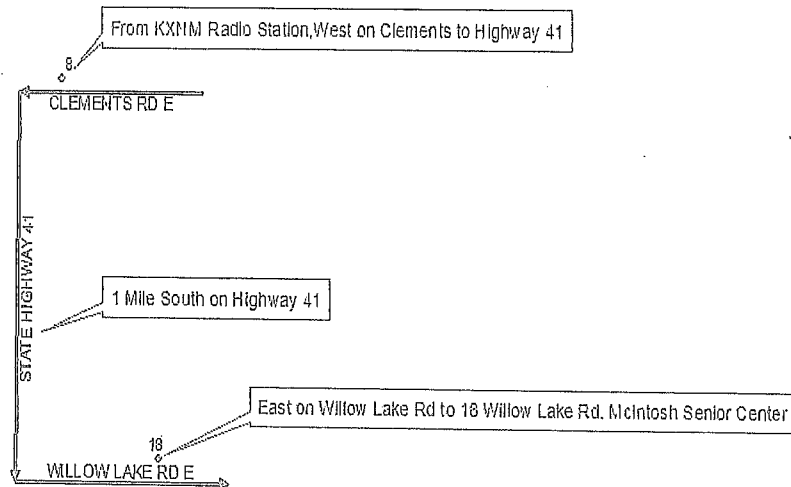 From KXNM Radio Station,West on Clements to Highway 41
8
CLEMENTS RD E
STATE HIGHWAY 41
1 Mile South on Highway 41
East on Willow Lake Rd to 18 Willow Lake Rd. McIntosh Senior Center
18
WILLOW LAKE RD E